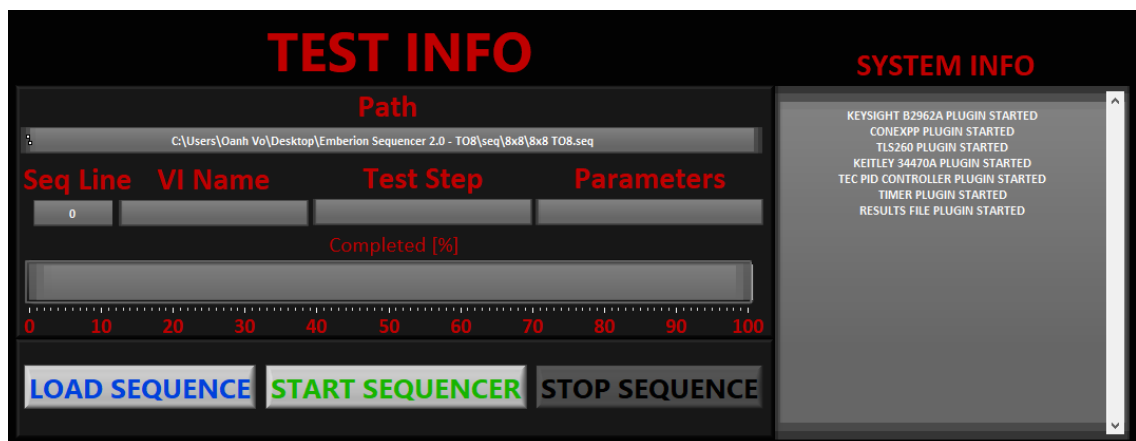 TEST INFO
Path
C:\Users\Oanh Vo\Desktop\Emberion Sequencer 2.0 - TO8\seq\8x8\8x8 TO8.seq
Seq Line VI Name Test Step Parameters
0
Completed [%]
0 10 20 30 40 50 60 70 80 90 100
LOAD SEQUENCE START SEQUENCER STOP SEQUENCE
SYSTEM INFO
KEYSIGHT B2962A PLUGIN STARTED
CONEXPP PLUGIN STARTED
TLS260 PLUGIN STARTED
KEITLEY 34470A PLUGIN STARTED
TEC PID CONTROLLER PLUGIN STARTED
TIMER PLUGIN STARTED
RESULTS FILE PLUGIN STARTED